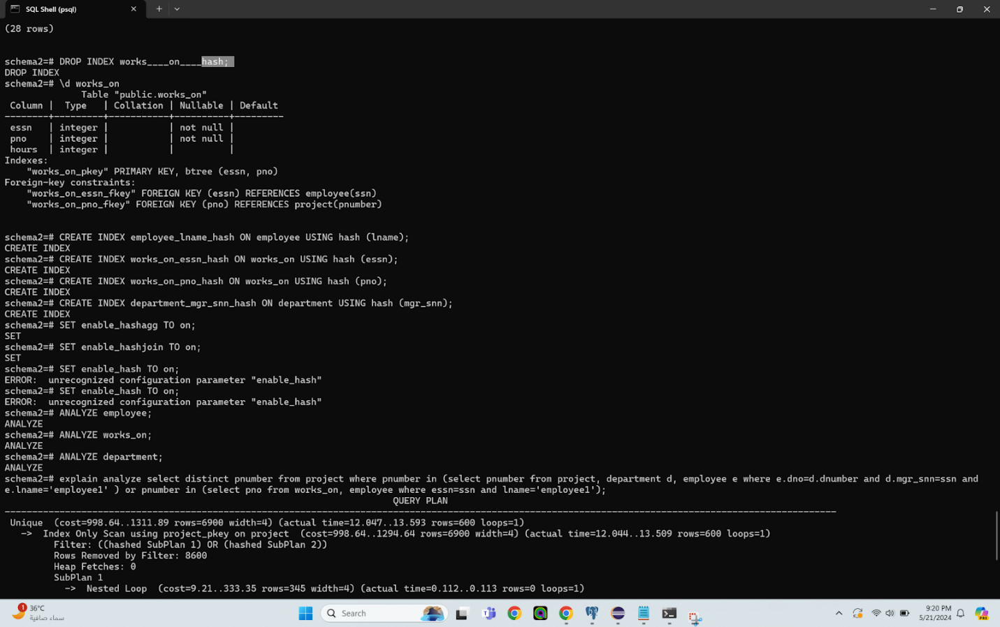 SQL Shell (psql)
(28 rows)
schema2=# DROP INDEX works____on____hash;
DROP INDEX
schema2=# \d works_on
Table "public.works_on"
Column | Type | Collation | Nullable | Default
--------+---------+-----------+----------+---------
essn | integer | | not null |
pno | integer | | not null |
hours | integer | | |
Indexes:
"works_on_pkey" PRIMARY KEY, btree (essn, pno)
Foreign-key constraints:
"works_on_essn_fkey" FOREIGN KEY (essn) REFERENCES employee(ssn)
"works_on_pno_fkey" FOREIGN KEY (pno) REFERENCES project(pnumber)
schema2=# CREATE INDEX employee_lname_hash ON employee USING hash (lname);
CREATE INDEX
schema2=# CREATE INDEX works_on_essn_hash ON works_on USING hash (essn);
CREATE INDEX
schema2=# CREATE INDEX works_on_pno_hash ON works_on USING hash (pno);
CREATE INDEX
schema2=# CREATE INDEX department_mgr_snn_hash ON department USING hash (mgr_snn);
CREATE INDEX
schema2=# SET enable_hashagg TO on;
SET
schema2=# SET enable_hashjoin TO on;
SET
schema2=# SET enable_hash TO on;
ERROR:  unrecognized configuration parameter "enable_hash"
schema2=# SET enable_hash TO on;
ERROR:  unrecognized configuration parameter "enable_hash"
schema2=# ANALYZE employee;
ANALYZE
schema2=# ANALYZE works_on;
ANALYZE
schema2=# ANALYZE department;
ANALYZE
schema2=# explain analyze select distinct pnumber from project where pnumber in (select pnumber from project, department d, employee e where e.dno=d.dnumber and d.mgr_snn=ssn and
e.lname='employee1' ) or pnumber in (select pno from works_on, employee where essn=ssn and lname='employee1');
QUERY PLAN
Unique  (cost=998.64..1311.89 rows=6900 width=4) (actual time=12.047..13.593 rows=600 loops=1)
->  Index Only Scan using project_pkey on project  (cost=998.64..1294.64 rows=6900 width=4) (actual time=12.044..13.509 rows=600 loops=1)
Filter: ((hashed SubPlan 1) OR (hashed SubPlan 2))
Rows Removed by Filter: 8600
Heap Fetches: 0
SubPlan 1
->  Nested Loop  (cost=9.21..333.35 rows=345 width=4) (actual time=0.112..0.113 rows=0 loops=1)
1
36°C
سماء صافية
Search
9:20 PM
5/21/2024
PRE